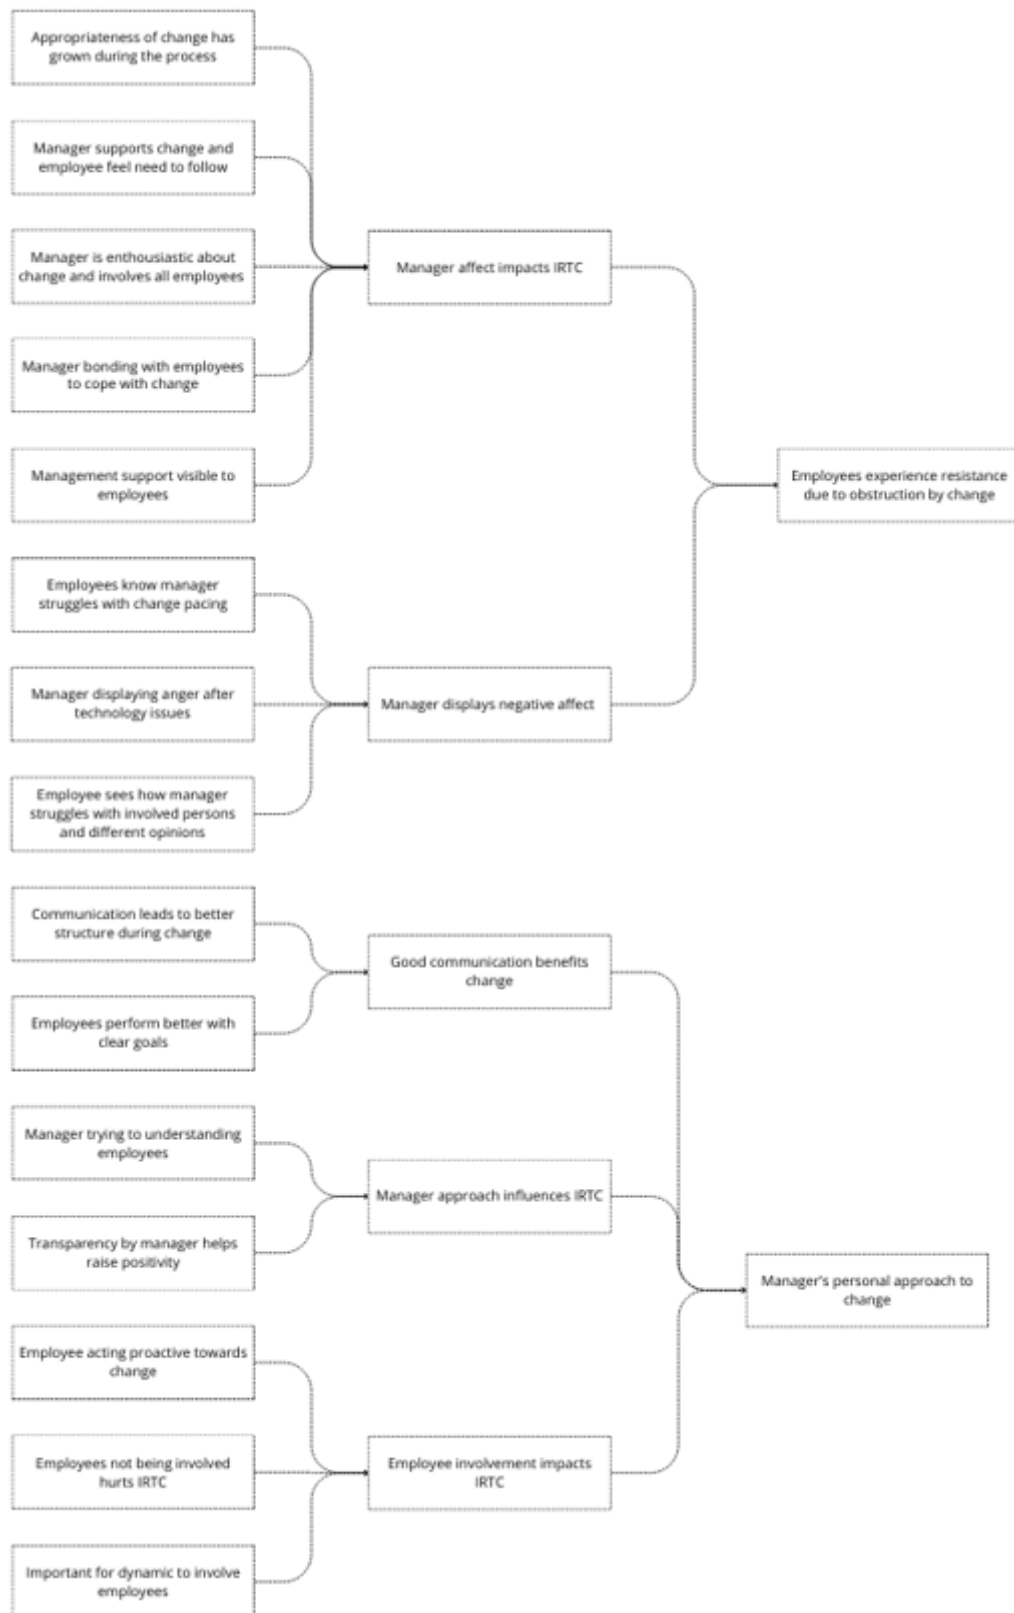 Appropriateness of change has
grown during the process
Manager supports change and
employee feel need to follow
Manager is enthousiastic about
change and involves all employees
Manager bonding with employees
to cope with change
Management support visible to
employees
Employees know manager
struggles with change pacing
Manager displaying anger after
technology issues
Employee sees how manager
struggles with involved persons
and different opinions
Communication leads to better
structure during change
Employees perform better with
clear goals
Manager trying to understanding
employees
Transparency by manager helps
raise positivity
Employee acting proactive towards
change
Employees not being involved
hurts IRTC
Important for dynamic to involve
employees
Manager affect impacts IRTC
Manager displays negative affect
Good communication benefits
change
Manager approach influences IRTC
Employee involvement impacts
IRTC
Employees experience resistance
due to obstruction by change
Manager's personal approach to
change